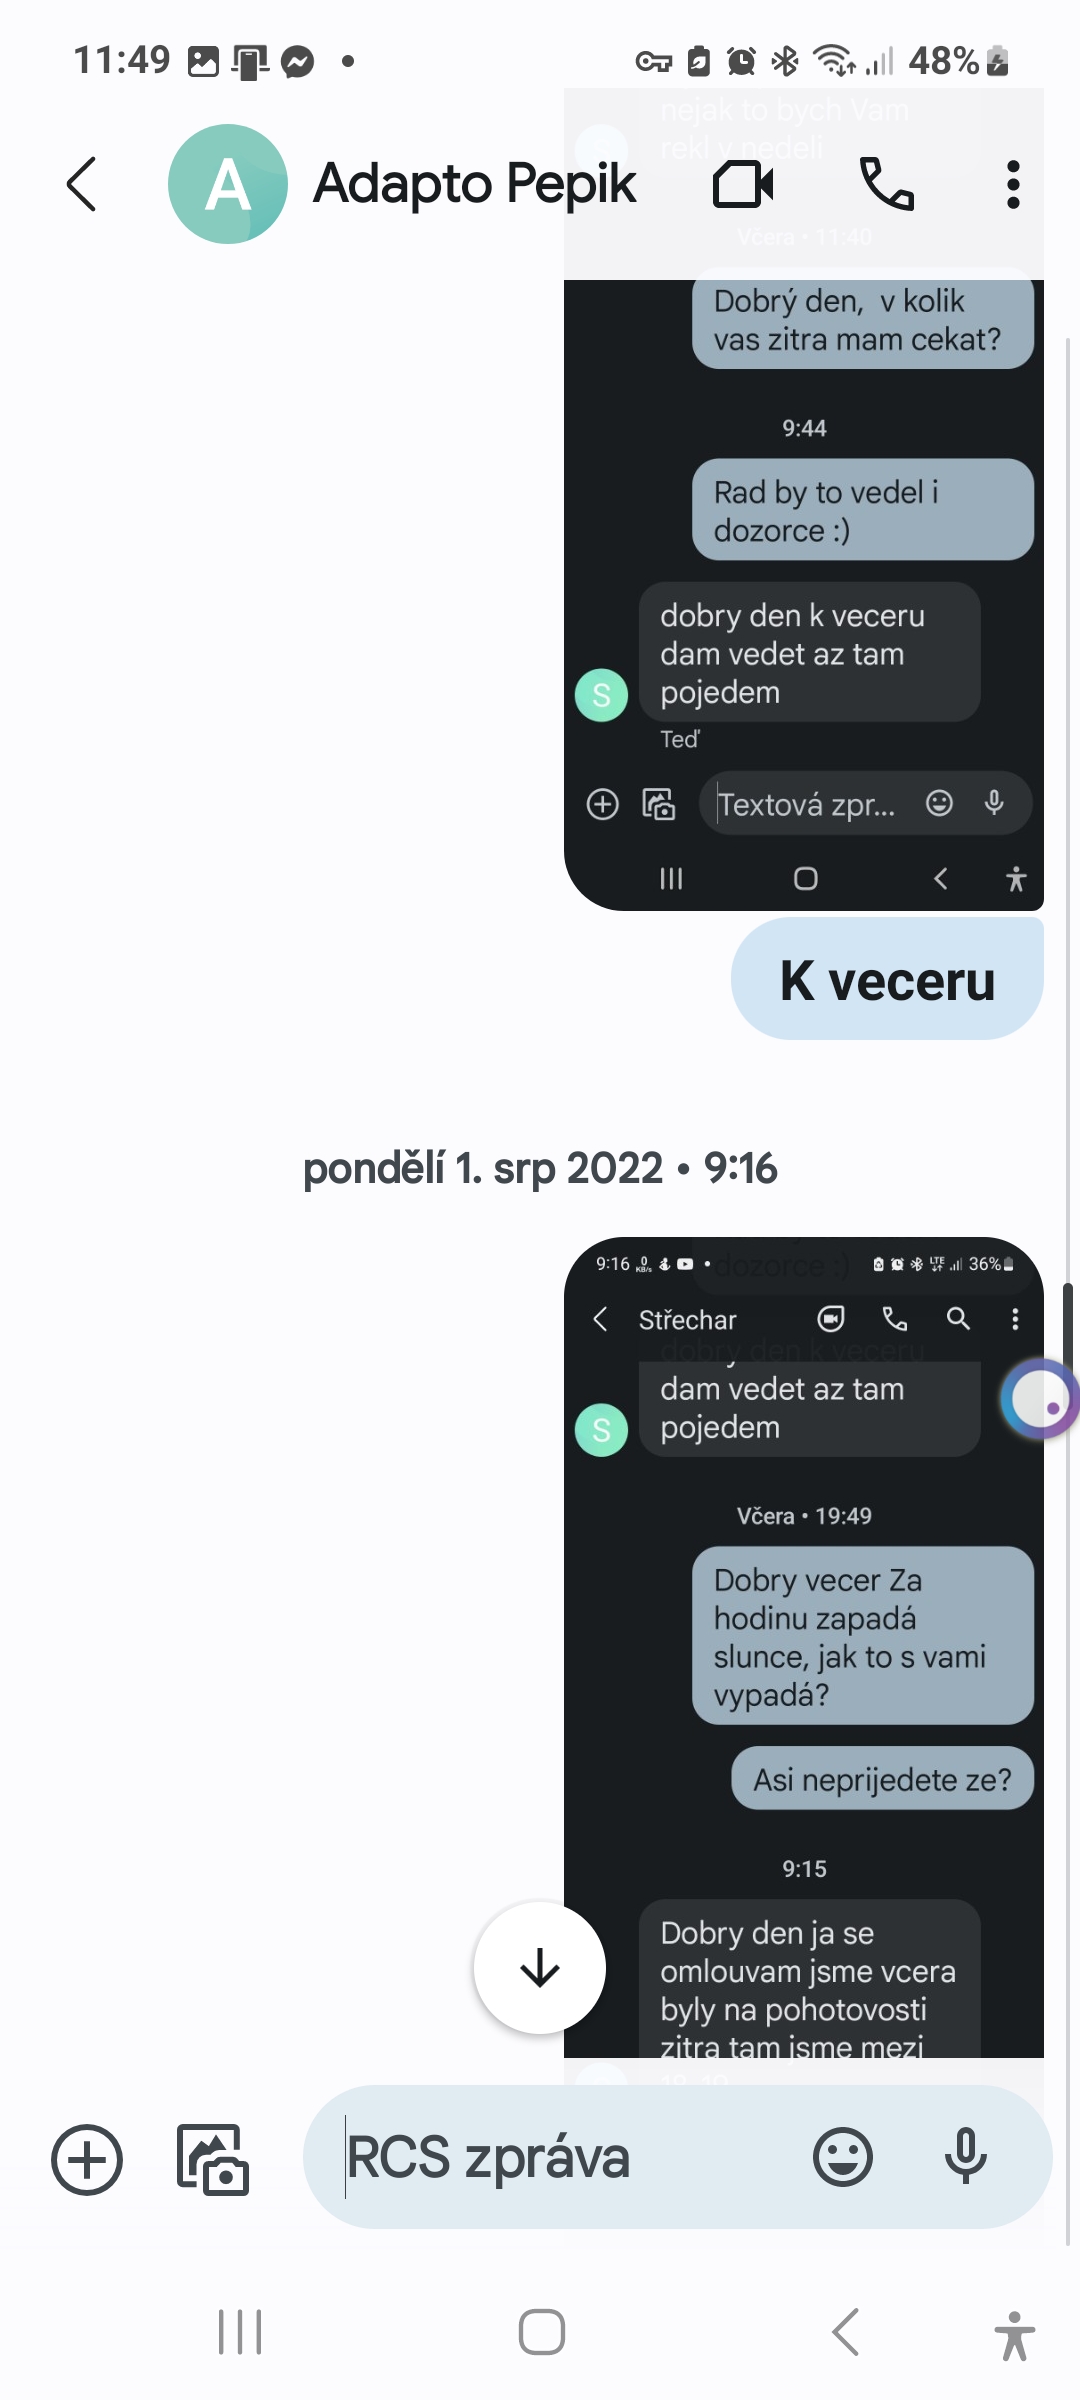 11:49
48%
nejak to bych Vam
rekl v nedeli
A
Adapto Pepik
Včera • 11:40
Dobrý den,  v kolik
vas zitra mam cekat?
9:44
Rad by to vedel i
dozorce :)
dobry den k veceru
dam vedet az tam
pojedem
S
Teď
Textová zpr...
K veceru
pondělí 1. srp 2022 • 9:16
9:16 0 KB/s • LTE 36%
dozorce :)
Střechar
dobry den k veceru
dam vedet az tam
pojedem
S
Včera • 19:49
Dobry vecer Za
hodinu zapadá
slunce, jak to s vami
vypadá?
Asi neprijedete ze?
9:15
Dobry den ja se
omlouvam jsme vcera
byly na pohotovosti
zitra tam jsme mezi
RCS zpráva